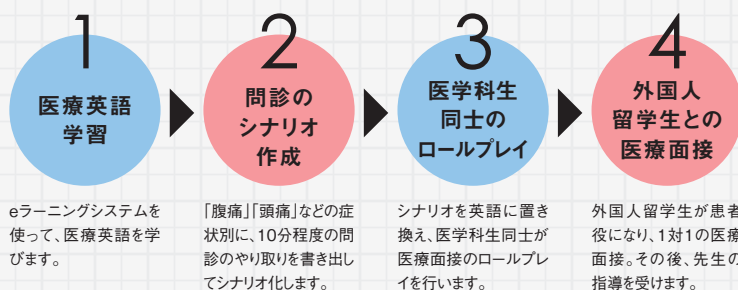 1
医療英語
学習
eラーニングシステムを
使って、医療英語を学
びます。
2
問診の
シナリオ
作成
「腹痛」「頭痛」などの症
状別に、10分程度の問
診のやり取りを書き出し
てシナリオ化します。
3
医学科生
同士の
ロールプレイ
シナリオを英語に置き
換え、医学科生同士が
医療面接のロールプレ
イを行います。
4
外国人
留学生との
医療面接
外国人留学生が患者
役になり、1対1の医療
面接。その後、先生の
指導を受けます。